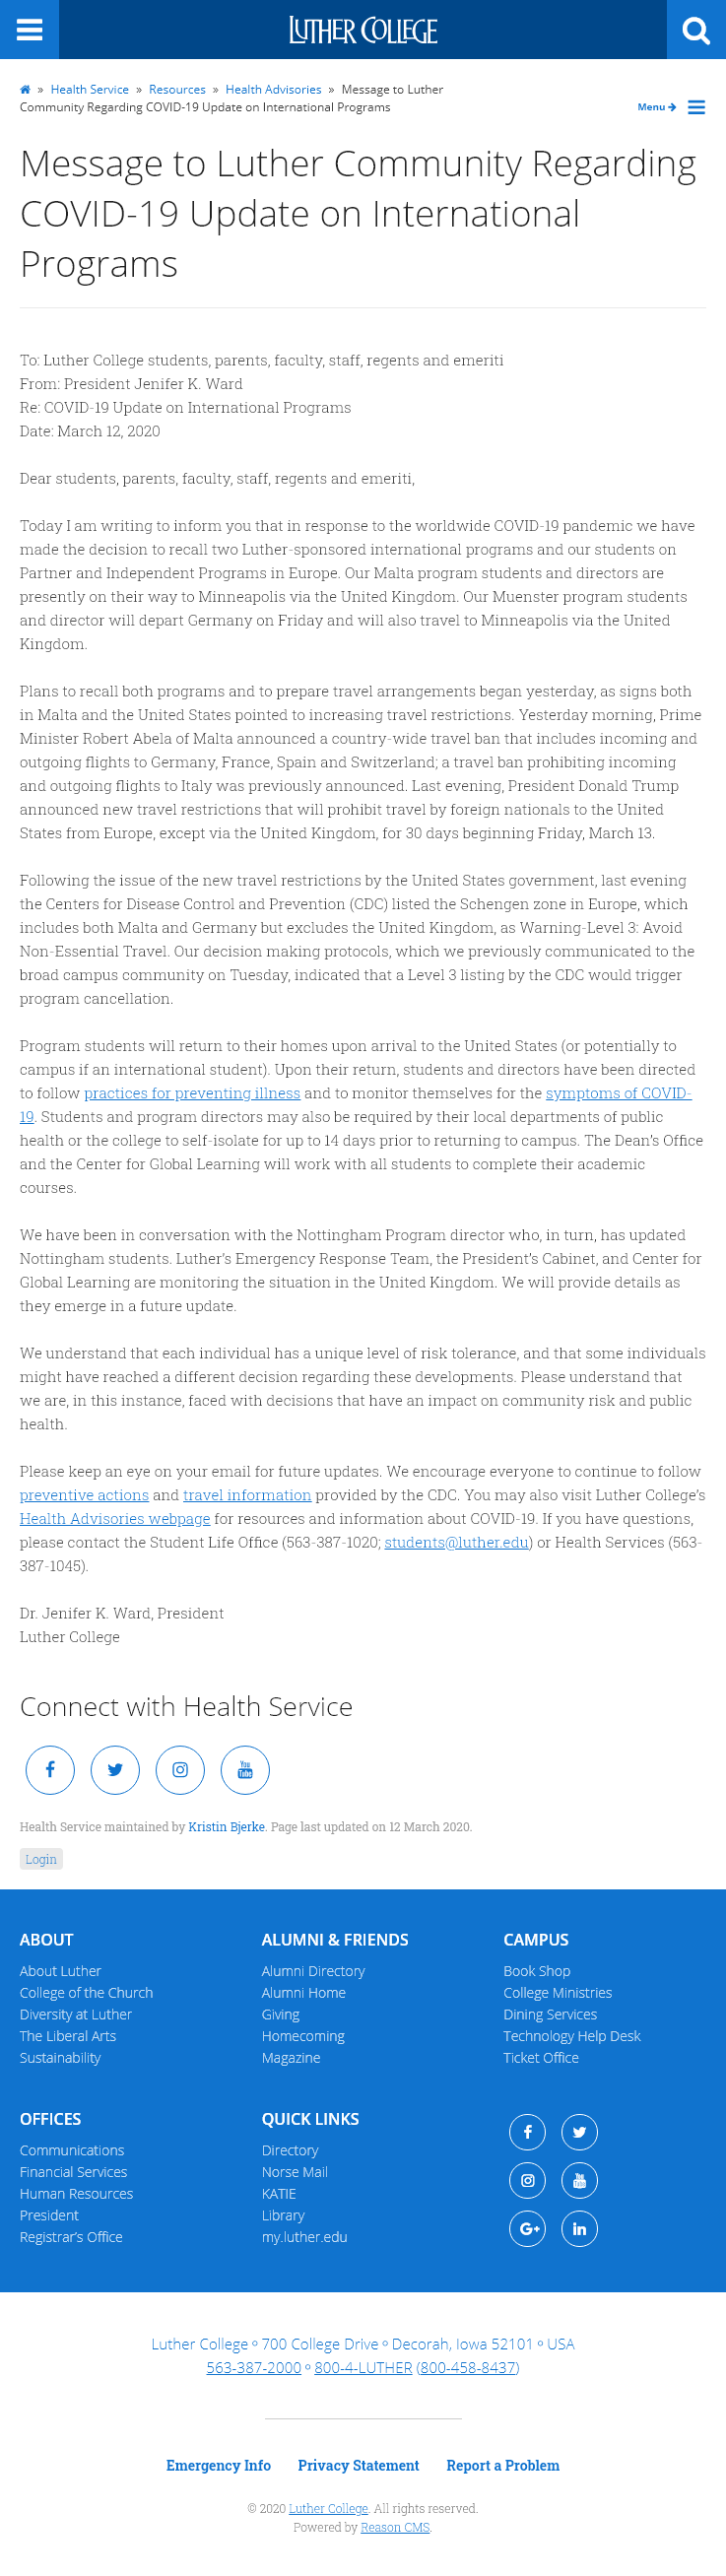 LUTHER COLLEGE
» Health Service » Resources » Health Advisories » Message to Luther
Community Regarding COVID-19 Update on International Programs
Menu
Message to Luther Community Regarding
COVID-19 Update on International
Programs
To: Luther College students, parents, faculty, staff, regents and emeriti
From: President Jenifer K. Ward
Re: COVID-19 Update on International Programs
Date: March 12, 2020
Dear students, parents, faculty, staff, regents and emeriti,
Today I am writing to inform you that in response to the worldwide COVID-19 pandemic we have
made the decision to recall two Luther-sponsored international programs and our students on
Partner and Independent Programs in Europe. Our Malta program students and directors are
presently on their way to Minneapolis via the United Kingdom. Our Muenster program students
and director will depart Germany on Friday and will also travel to Minneapolis via the United
Kingdom.
Plans to recall both programs and to prepare travel arrangements began yesterday, as signs both
in Malta and the United States pointed to increasing travel restrictions. Yesterday morning, Prime
Minister Robert Abela of Malta announced a country-wide travel ban that includes incoming and
outgoing flights to Germany, France, Spain and Switzerland; a travel ban prohibiting incoming
and outgoing flights to Italy was previously announced. Last evening, President Donald Trump
announced new travel restrictions that will prohibit travel by foreign nationals to the United
States from Europe, except via the United Kingdom, for 30 days beginning Friday, March 13.
Following the issue of the new travel restrictions by the United States government, last evening
the Centers for Disease Control and Prevention (CDC) listed the Schengen zone in Europe, which
includes both Malta and Germany but excludes the United Kingdom, as Warning-Level 3: Avoid
Non-Essential Travel. Our decision making protocols, which we previously communicated to the
broad campus community on Tuesday, indicated that a Level 3 listing by the CDC would trigger
program cancellation.
Program students will return to their homes upon arrival to the United States (or potentially to
campus if an international student). Upon their return, students and directors have been directed
to follow practices for preventing illness and to monitor themselves for the symptoms of COVID-
19. Students and program directors may also be required by their local departments of public
health or the college to self-isolate for up to 14 days prior to returning to campus. The Dean's Office
and the Center for Global Learning will work with all students to complete their academic
courses.
We have been in conversation with the Nottingham Program director who, in turn, has updated
Nottingham students. Luther's Emergency Response Team, the President's Cabinet, and Center for
Global Learning are monitoring the situation in the United Kingdom. We will provide details as
they emerge in a future update.
We understand that each individual has a unique level of risk tolerance, and that some individuals
might have reached a different decision regarding these developments. Please understand that
we are, in this instance, faced with decisions that have an impact on community risk and public
health.
Please keep an eye on your email for future updates. We encourage everyone to continue to follow
preventive actions and travel information provided by the CDC. You may also visit Luther College's
Health Advisories webpage for resources and information about COVID-19. If you have questions,
please contact the Student Life Office (563-387-1020; students@luther.edu) or Health Services (563-
387-1045).
Dr. Jenifer K. Ward, President
Luther College
Connect with Health Service
You Tube
Health Service maintained by Kristin Bjerke. Page last updated on 12 March 2020.
Login
ABOUT
About Luther
College of the Church
Diversity at Luther
The Liberal Arts
Sustainability
ALUMNI & FRIENDS
Alumni Directory
Alumni Home
Giving
Homecoming
Magazine
CAMPUS
Book Shop
College Ministries
Dining Services
Technology Help Desk
Ticket Office
OFFICES
Communications
Financial Services
Human Resources
President
Registrar's Office
QUICK LINKS
Directory
Norse Mail
KATIE
Library
my.luther.edu
You Tube
G+ in
Luther College º 700 College Drive º Decorah, Iowa 52101 º USA
563-387-2000 º 800-4-LUTHER (800-458-8437)
Emergency Info Privacy Statement Report a Problem
© 2020 Luther College. All rights reserved.
Powered by Reason CMS.